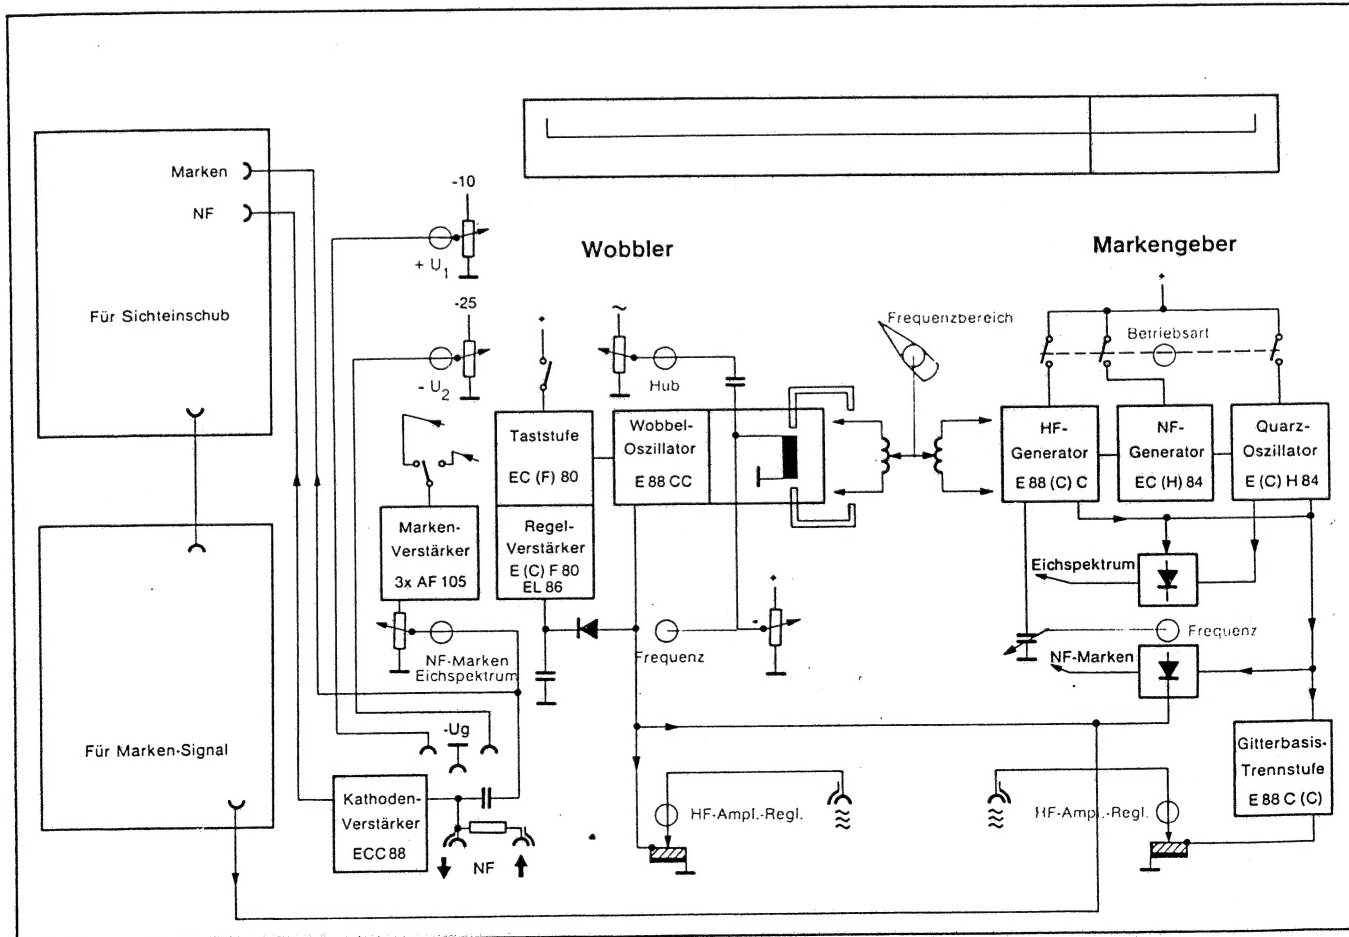 Marken
NF
Für Sichteinschub
Für Marken-Signal
-10
+ U1
-25
- U2
Wobbler
Markengeber
+
~
+
Hub
Frequenzbereich
Betriebsart
Taststufe
EC (F) 80
Wobbel-
Oszillator
E 88 CC
HF-
Generator
E 88 (C) C
NF-
Generator
EC (H) 84
Quarz-
Oszillator
E (C) H 84
Marken-
Verstärker
3x AF 105
Regel-
Verstärker
E (C) F 80
EL 86
Eichspektrum
+
-
Frequenz
Frequenz
NF-Marken
Eichspektrum
NF-Marken
-Ug
Gitterbasis-
Trennstufe
E 88 C (C)
Kathoden-
Verstärker
ECC 88
NF
HF-Ampl.-Regl.
HF-Ampl.-Regl.